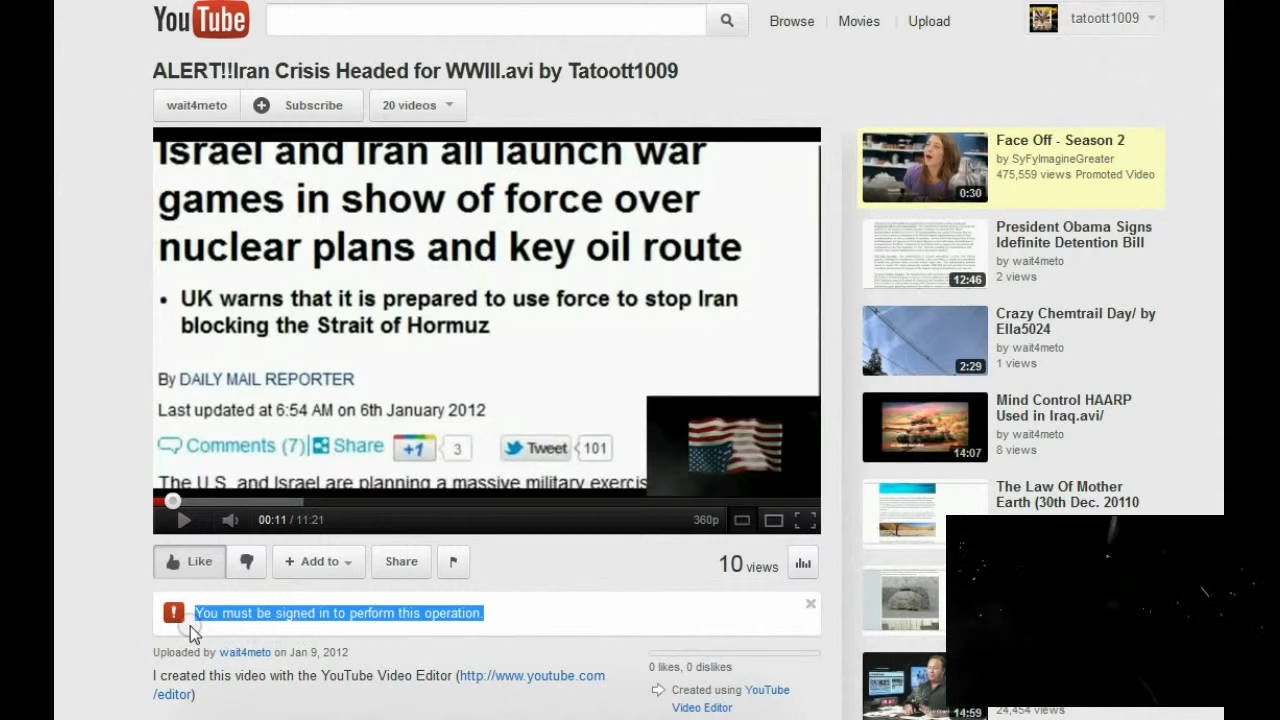 YouTube
Browse
Movies
Upload
tatoott1009
ALERT!!Iran Crisis Headed for WWIII.avi by Tatoott1009
wait4meto
Subscribe
20 videos
Israel and Iran all launch war
games in show of force over
nuclear plans and key oil route
• UK warns that it is prepared to use force to stop Iran
blocking the Strait of Hormuz
By DAILY MAIL REPORTER
Last updated at 6:54 AM on 6th January 2012
Comments (7)
Share
+1
3
Tweet
101
The U.S. and Israel are planning a massive military exercis
00:11 / 11:21
360p
Like
+ Add to
Share
10 views
! You must be signed in to perform this operation.
Uploaded by wait4meto on Jan 9, 2012
I created this video with the YouTube Video Editor (http://www.youtube.com
/editor)
0 likes, 0 dislikes
Created using YouTube
Video Editor
Face Off - Season 2
by SyFyImagineGreater
475,559 views Promoted Video
0:30
President Obama Signs
Idefinite Detention Bill
by wait4meto
2 views
12:46
Crazy Chemtrail Day/ by
Ella5024
by wait4meto
1 views
2:29
Mind Control HAARP
Used in Iraq.avi/
by wait4meto
8 views
14:07
The Law Of Mother
Earth (30th Dec. 20110
14:59
24,454 views